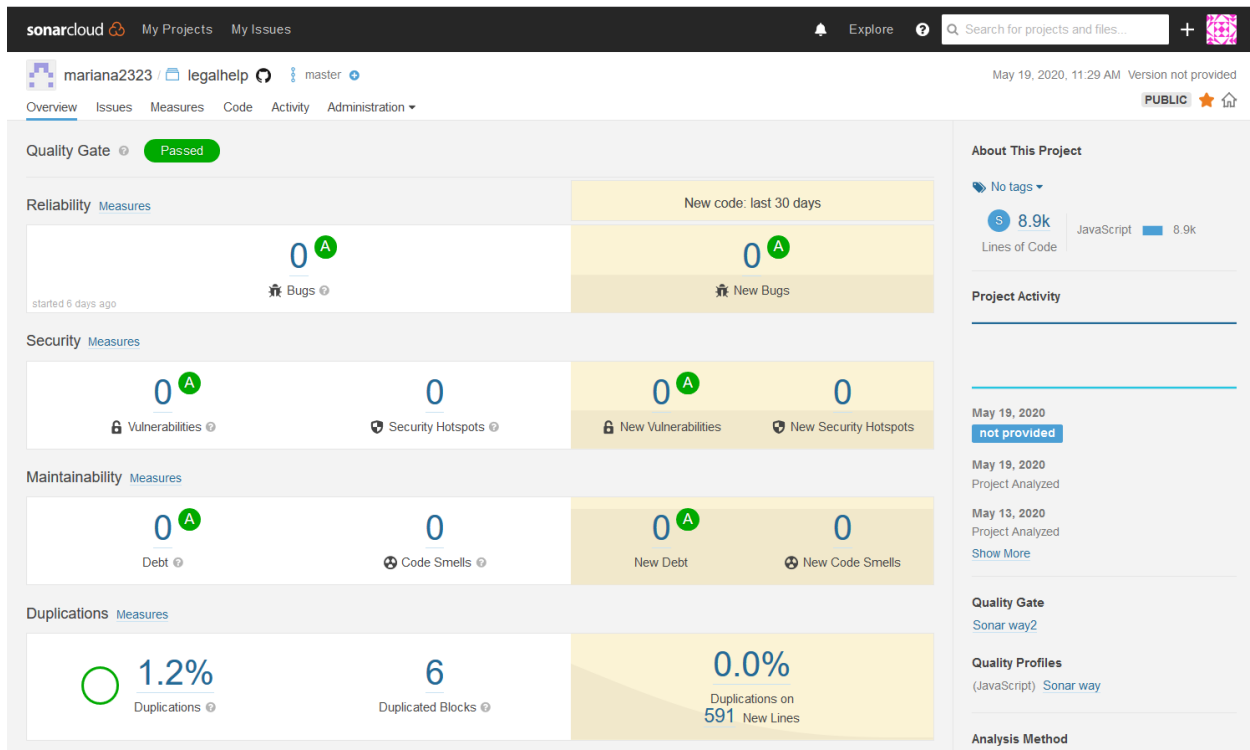 sonarcloud My Projects My Issues Explore Search for projects and files...
mariana2323 / legalhelp master May 19, 2020, 11:29 AM Version not provided
Overview Issues Measures Code Activity Administration PUBLIC
Quality Gate Passed
Reliability Measures
New code: last 30 days
0 A
Bugs
started 6 days ago
0 A
New Bugs
Security Measures
0 A
Vulnerabilities
0
Security Hotspots
0 A
New Vulnerabilities
0
New Security Hotspots
Maintainability Measures
0 A
Debt
0
Code Smells
0 A
New Debt
0
New Code Smells
Duplications Measures
1.2%
Duplications
6
Duplicated Blocks
0.0%
Duplications on
591 New Lines
About This Project
No tags
S 8.9k
Lines of Code
JavaScript 8.9k
Project Activity
May 19, 2020
not provided
May 19, 2020
Project Analyzed
May 13, 2020
Project Analyzed
Show More
Quality Gate
Sonar way2
Quality Profiles
(JavaScript) Sonar way
Analysis Method